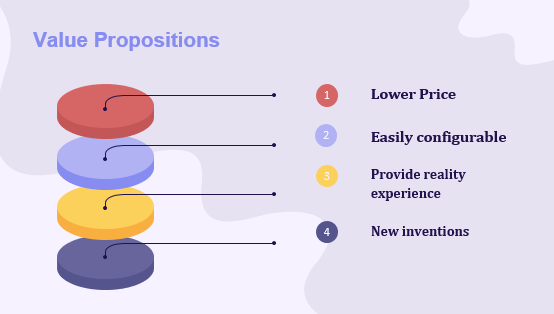 Value Propositions
1 Lower Price
2 Easily configurable
3 Provide reality
experience
4 New inventions